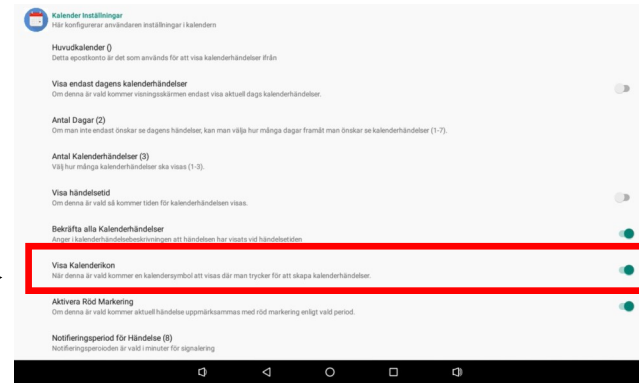 Kalender Inställningar
Här konfigurerar användaren inställningar i kalendern
Huvudkalender ()
Detta epostkonto är det som används för att visa kalenderhändelser ifrån
Visa endast dagens kalenderhändelser
Om denna är vald kommer visningsskärmen endast visa aktuell dags kalenderhändelser.
Antal Dagar (2)
Om man inte endast önskar se dagens händelser, kan man välja hur många dagar framåt man önskar se kalenderhändelser (1-7).
Antal Kalenderhändelser (3)
Välj hur många kalenderhändelser ska visas (1-3).
Visa händelsetid
Om denna är vald så kommer tiden för kalenderhändelsen visas.
Bekräfta alla Kalenderhändelser
Anger i kalenderhändelsebeskrivningen att händelsen har visats vid händelsetiden
Visa Kalenderikon
När denna är vald kommer en kalendersymbol att visas där man trycker för att skapa kalenderhändelser.
Aktivera Röd Markering
Om denna är vald kommer aktuell händelse uppmärksammas med röd markering enligt vald period.
Notifieringsperiod för Händelse (8)
Notifieringsperoioden är vald i minuter för signalering